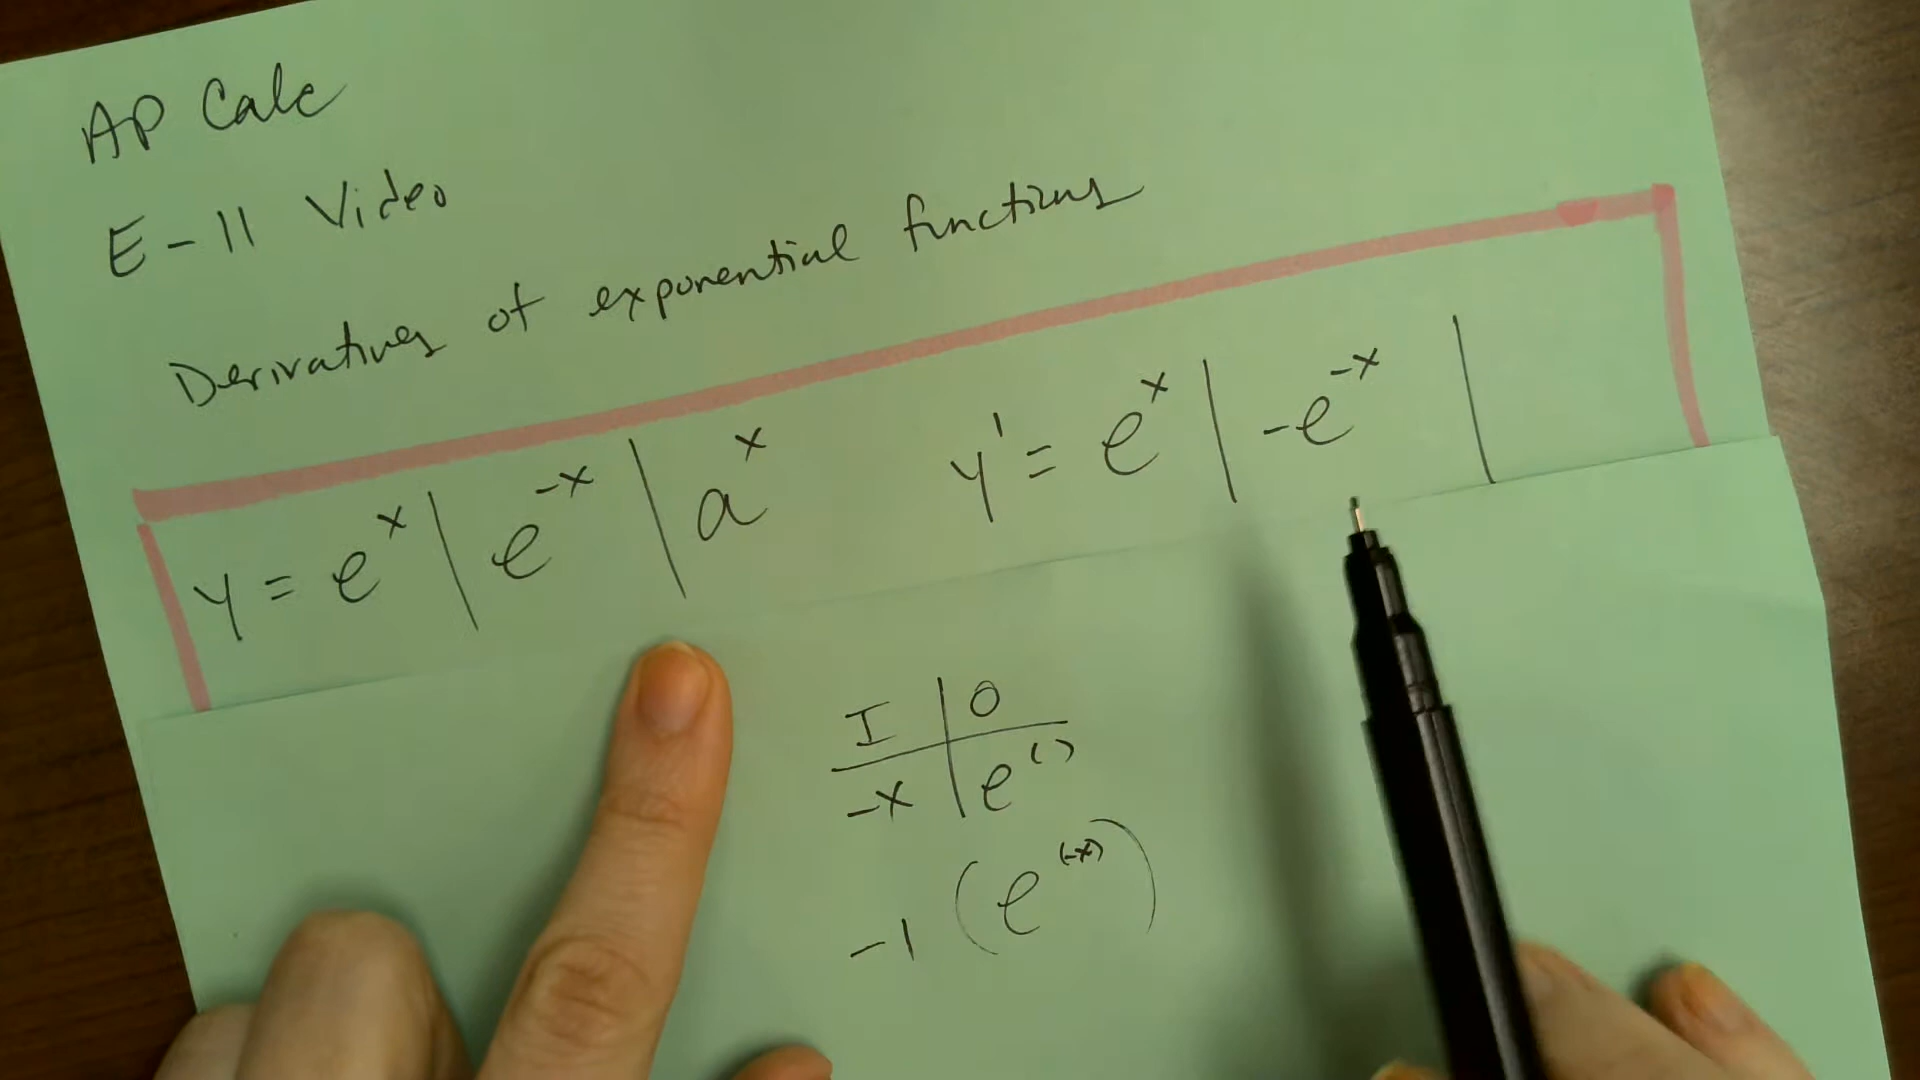 AP Calc
E-11 Video
Derivatives of exponential functions
y = e^x | e^-x | a^x y' = e^x | -e^-x |
I | O
-x | e^( )
-1 (e^(-x))